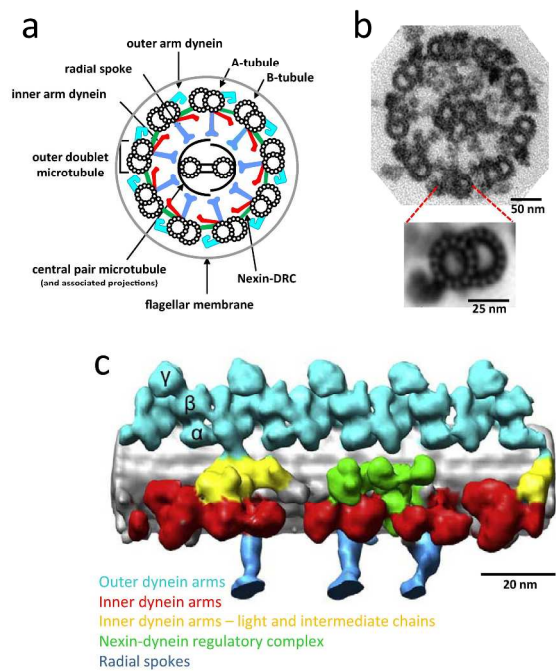 a
outer arm dynein
A-tubule
B-tubule
radial spoke
inner arm dynein
outer doublet
microtubule
central pair microtubule
(and associated projections)
Nexin-DRC
flagellar membrane
b
50 nm
25 nm
c
γ
β
α
20 nm
Outer dynein arms
Inner dynein arms
Inner dynein arms – light and intermediate chains
Nexin-dynein regulatory complex
Radial spokes